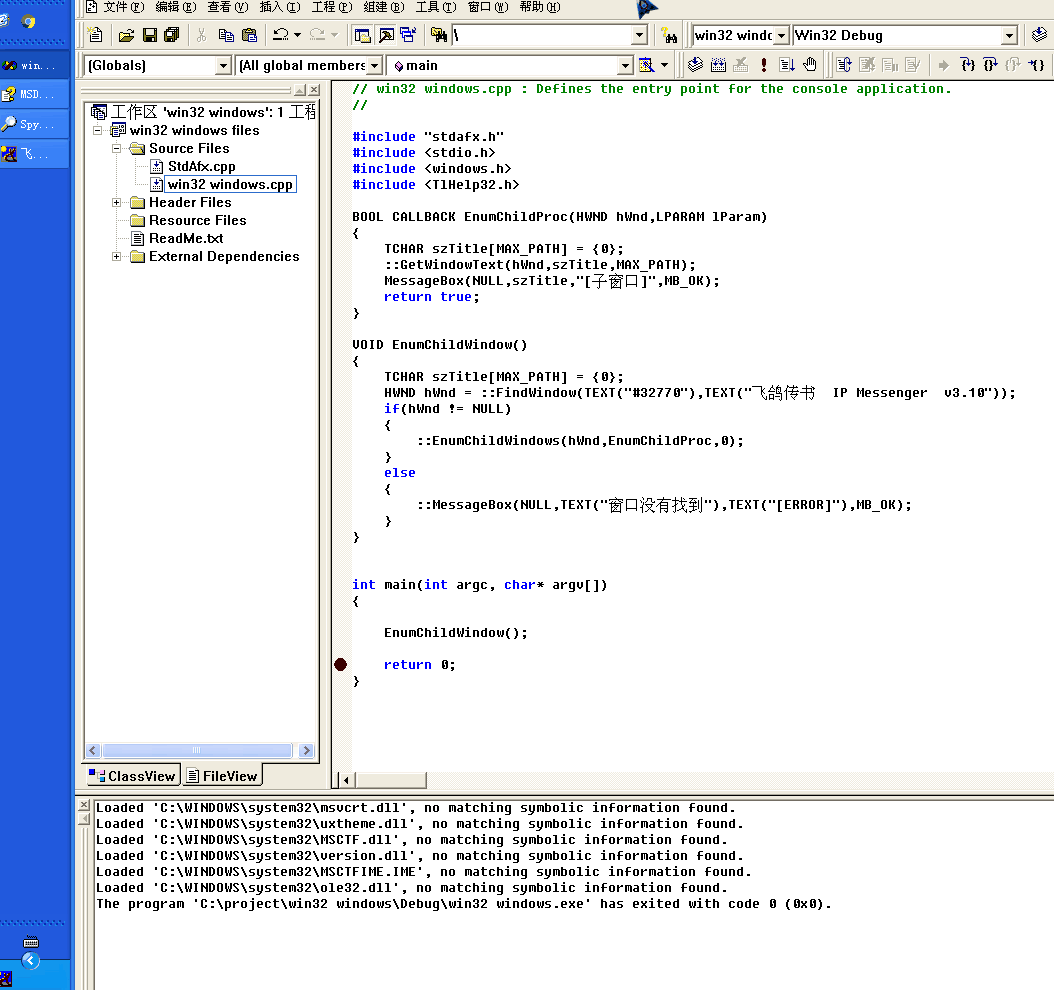 文件(F) 编辑(E) 查看(V) 插入(I) 工程(P) 组建(B) 工具(T) 窗口(W) 帮助(H)
\ win32 windc Win32 Debug
(Globals) (All global members main
win...
MSD...
Spy...
飞...
工作区 'win32 windows': 1 工程
win32 windows files
Source Files
StdAfx.cpp
win32 windows.cpp
Header Files
Resource Files
ReadMe.txt
External Dependencies
ClassView FileView
// win32 windows.cpp : Defines the entry point for the console application.
//
#include "stdafx.h"
#include <stdio.h>
#include <windows.h>
#include <TlHelp32.h>
BOOL CALLBACK EnumChildProc(HWND hWnd,LPARAM lParam)
{
TCHAR szTitle[MAX_PATH] = {0};
::GetWindowText(hWnd,szTitle,MAX_PATH);
MessageBox(NULL,szTitle,"[子窗口]",MB_OK);
return true;
}
VOID EnumChildWindow()
{
TCHAR szTitle[MAX_PATH] = {0};
HWND hWnd = ::FindWindow(TEXT("#32770"),TEXT("飞鸽传书  IP Messenger  v3.10"));
if(hWnd != NULL)
{
::EnumChildWindows(hWnd,EnumChildProc,0);
}
else
{
::MessageBox(NULL,TEXT("窗口没有找到"),TEXT("[ERROR]"),MB_OK);
}
}
int main(int argc, char* argv[])
{
EnumChildWindow();
return 0;
}
Loaded 'C:\WINDOWS\system32\msvcrt.dll', no matching symbolic information found.
Loaded 'C:\WINDOWS\system32\uxtheme.dll', no matching symbolic information found.
Loaded 'C:\WINDOWS\system32\MSCTF.dll', no matching symbolic information found.
Loaded 'C:\WINDOWS\system32\version.dll', no matching symbolic information found.
Loaded 'C:\WINDOWS\system32\MSCTFIME.IME', no matching symbolic information found.
Loaded 'C:\WINDOWS\system32\ole32.dll', no matching symbolic information found.
The program 'C:\project\win32 windows\Debug\win32 windows.exe' has exited with code 0 (0x0).